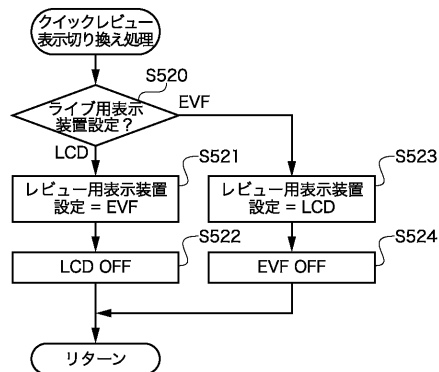 クイックレビュー
表示切り換え処理
S520
ライブ用表示
装置設定?
EVF
LCD
S521
レビュー用表示装置
設定 = EVF
S523
レビュー用表示装置
設定 = LCD
S522
LCD OFF
S524
EVF OFF
リターン